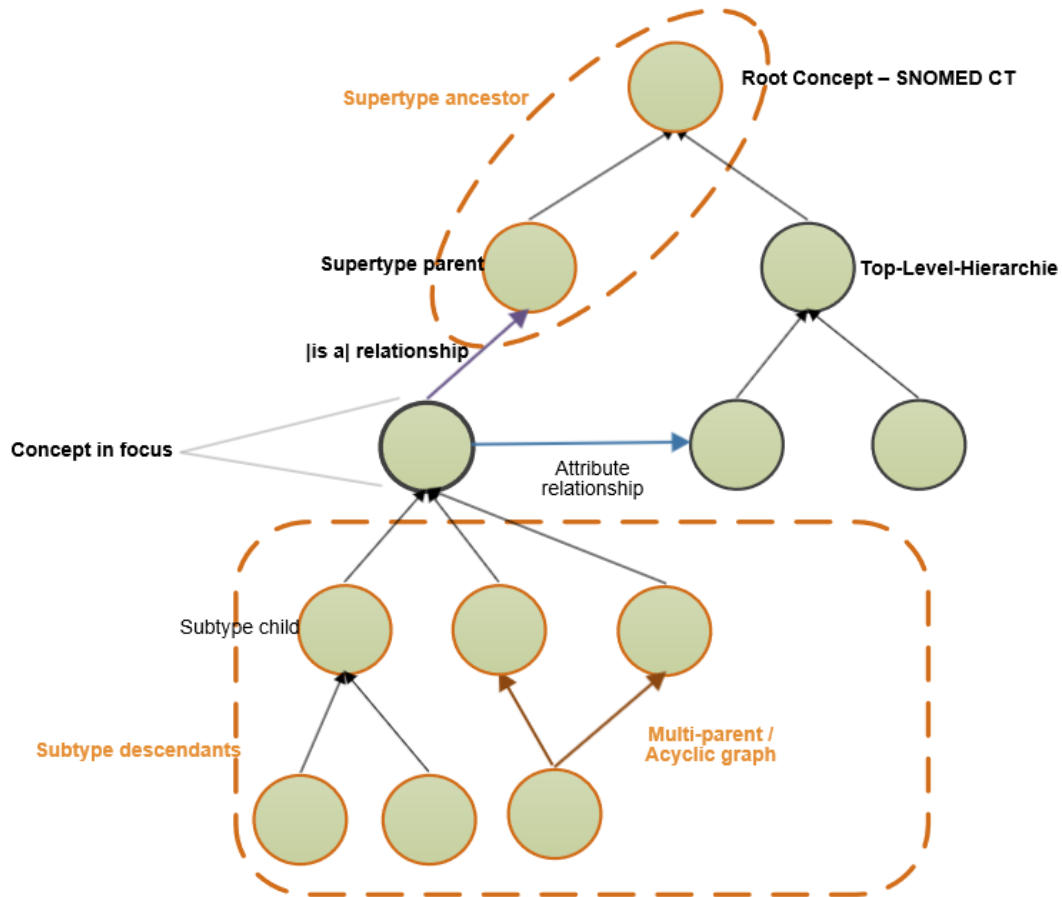 Root Concept – SNOMED CT
Supertype ancestor
Supertype parent
Top-Level-Hierarchie
|is a| relationship
Concept in focus
Attribute
relationship
Subtype child
Subtype descendants
Multi-parent /
Acyclic graph